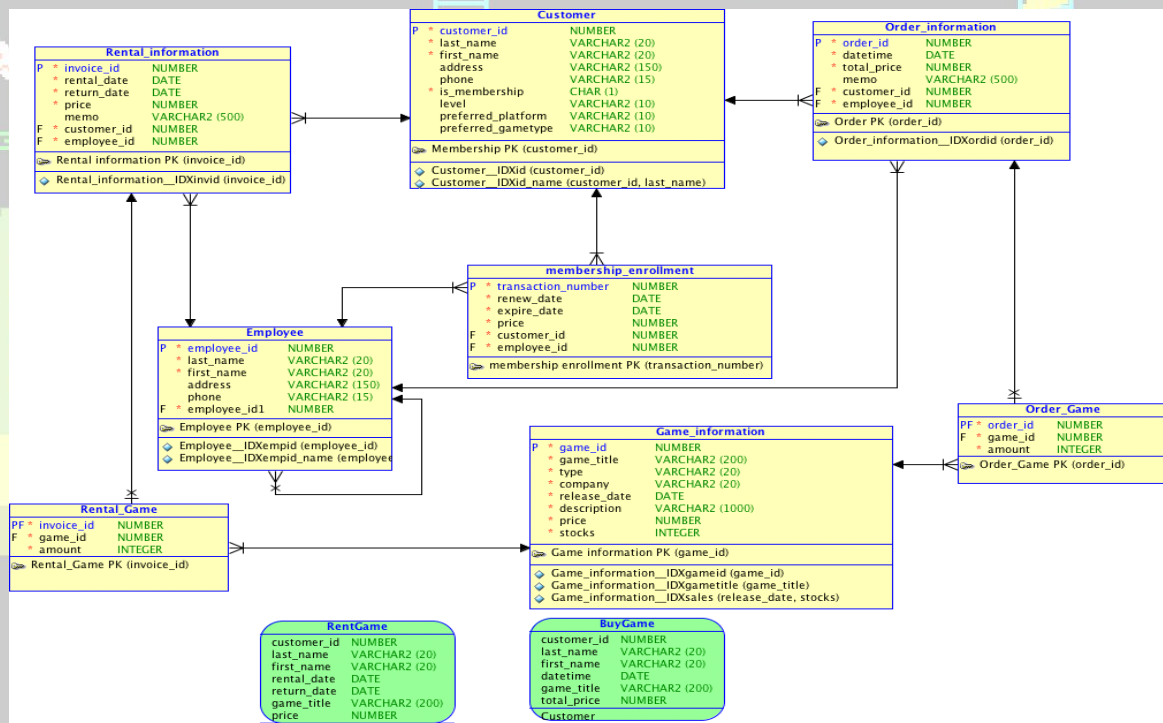 Customer
P * customer_id NUMBER
* last_name VARCHAR2 (20)
* first_name VARCHAR2 (20)
address VARCHAR2 (150)
phone VARCHAR2 (15)
* is_membership CHAR (1)
level VARCHAR2 (10)
preferred_platform VARCHAR2 (10)
preferred_gametype VARCHAR2 (10)
Membership PK (customer_id)
Customer__IDXid (customer_id)
Customer__IDXid_name (customer_id, last_name)
Order_information
P * order_id NUMBER
* datetime DATE
* total_price NUMBER
memo VARCHAR2 (500)
F * customer_id NUMBER
F * employee_id NUMBER
Order PK (order_id)
Order_information__IDXordid (order_id)
Rental_information
P * invoice_id NUMBER
* rental_date DATE
* return_date DATE
* price NUMBER
memo VARCHAR2 (500)
F * customer_id NUMBER
F * employee_id NUMBER
Rental information PK (invoice_id)
Rental_information__IDXinvid (invoice_id)
membership_enrollment
P * transaction_number NUMBER
* renew_date DATE
* expire_date DATE
* price NUMBER
F * customer_id NUMBER
F * employee_id NUMBER
membership enrollment PK (transaction_number)
Employee
P * employee_id NUMBER
* last_name VARCHAR2 (20)
* first_name VARCHAR2 (20)
address VARCHAR2 (150)
phone VARCHAR2 (15)
F * employee_id1 NUMBER
Employee PK (employee_id)
Employee__IDXempid (employee_id)
Employee__IDXempid_name (employee
Order_Game
PF * order_id NUMBER
F * game_id NUMBER
* amount INTEGER
Order_Game PK (order_id)
Game_information
P * game_id NUMBER
* game_title VARCHAR2 (200)
* type VARCHAR2 (20)
* company VARCHAR2 (20)
* release_date DATE
* description VARCHAR2 (1000)
* price NUMBER
* stocks INTEGER
Game information PK (game_id)
Game_information__IDXgameid (game_id)
Game_information__IDXgametitle (game_title)
Game_information__IDXsales (release_date, stocks)
Rental_Game
PF * invoice_id NUMBER
F * game_id NUMBER
* amount INTEGER
Rental_Game PK (invoice_id)
RentGame
customer_id NUMBER
last_name VARCHAR2 (20)
first_name VARCHAR2 (20)
rental_date DATE
return_date DATE
game_title VARCHAR2 (200)
price NUMBER
BuyGame
customer_id NUMBER
last_name VARCHAR2 (20)
first_name VARCHAR2 (20)
datetime DATE
game_title VARCHAR2 (200)
total_price NUMBER
Customer